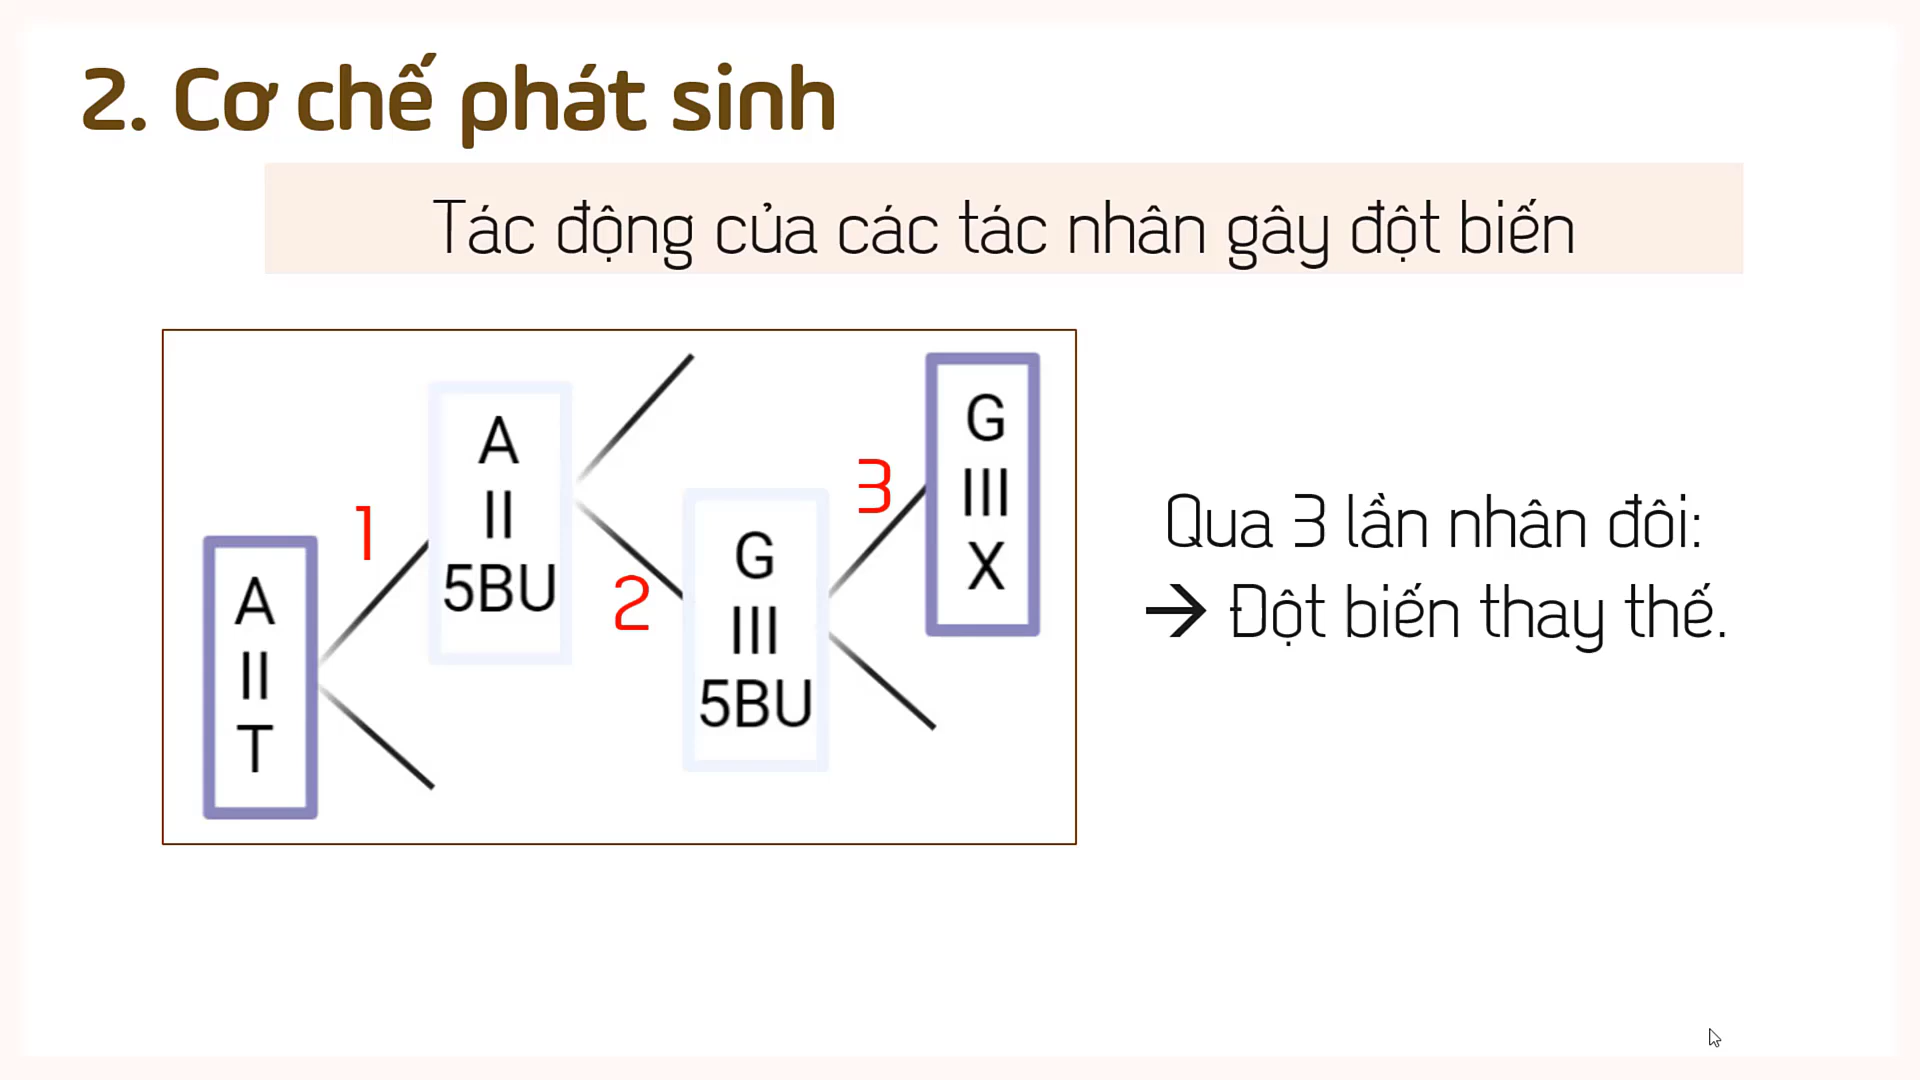 2. Cơ chế phát sinh
Tác động của các tác nhân gây đột biến
A
II
T
1
A
II
5BU
2
G
III
5BU
3
G
III
X
Qua 3 lần nhân đôi:
→ Đột biến thay thế.